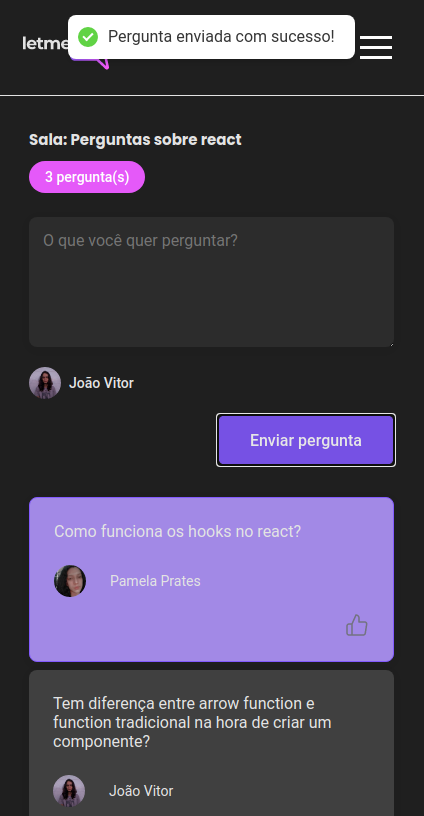 Pergunta enviada com sucesso!
letme
Sala: Perguntas sobre react
3 pergunta(s)
O que você quer perguntar?
João Vitor
Enviar pergunta
Como funciona os hooks no react?
Pamela Prates
Tem diferença entre arrow function e
function tradicional na hora de criar um
componente?
João Vitor